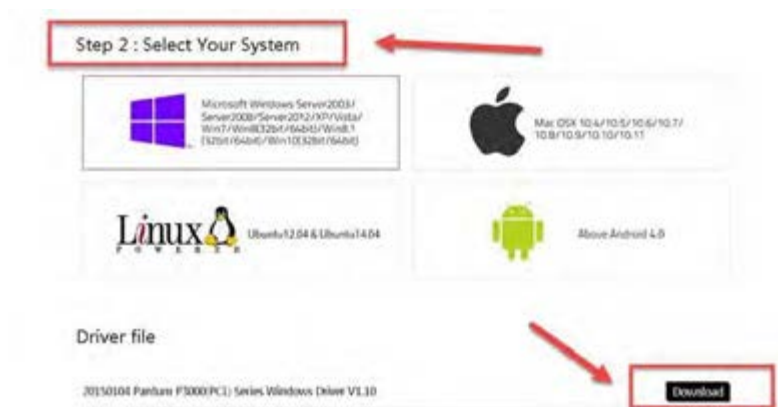 Step 2 : Select Your System
Microsoft Windows Server2003/
Server2008/Server2012/XP/Vista/
Win7/Win8(32bit/64bit)/Win8.1
(32bit/64bit)/Win10(32bit/64bit)
Mac OSX 10.4/10.5/10.6/10.7/
10.8/10.9/10.10/10.11
Linux
POWERED
Ubuntu12.04 & Ubuntu14.04
Above Android 4.0
Driver file
20150104 Pantum P3000(PC1) Series Windows Driver V1.10
Download